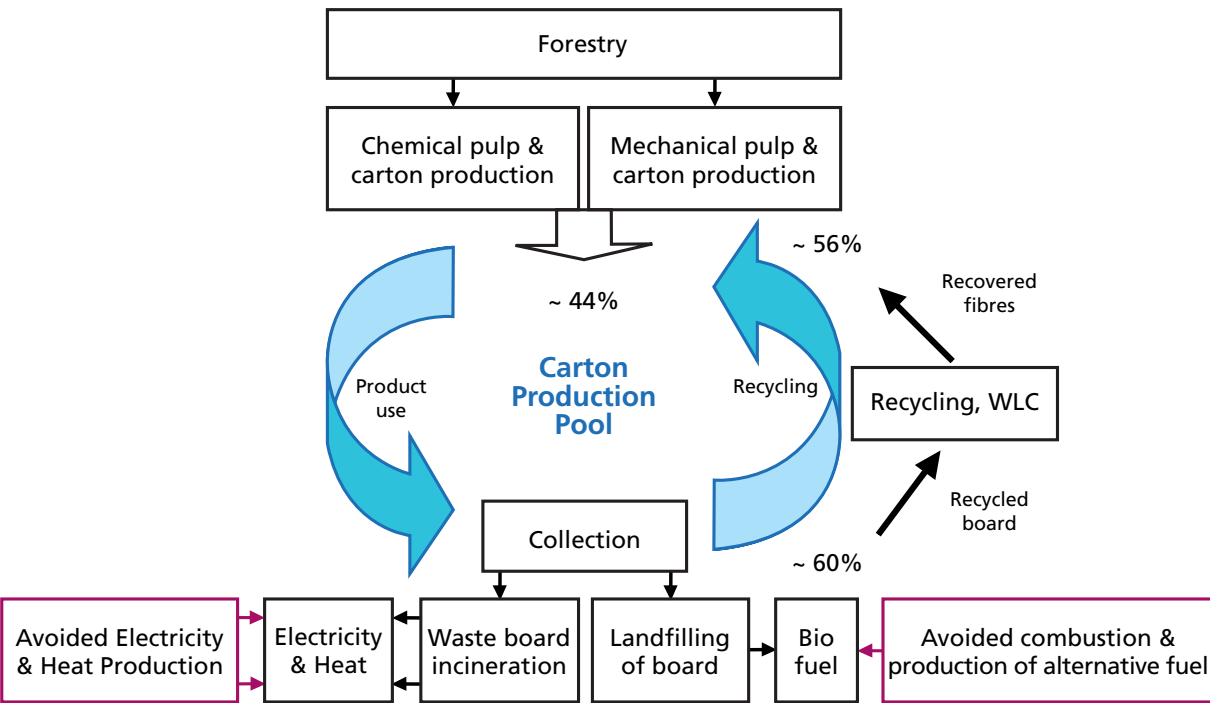 Forestry
Chemical pulp &
carton production
Mechanical pulp &
carton production
~ 56%
Recovered
fibres
~ 44%
Carton
Production
Pool
Product
use
Recycling
Recycling, WLC
Recycled
board
Collection
~ 60%
Avoided Electricity
& Heat Production
Electricity
& Heat
Waste board
incineration
Landfilling
of board
Bio
fuel
Avoided combustion &
production of alternative fuel